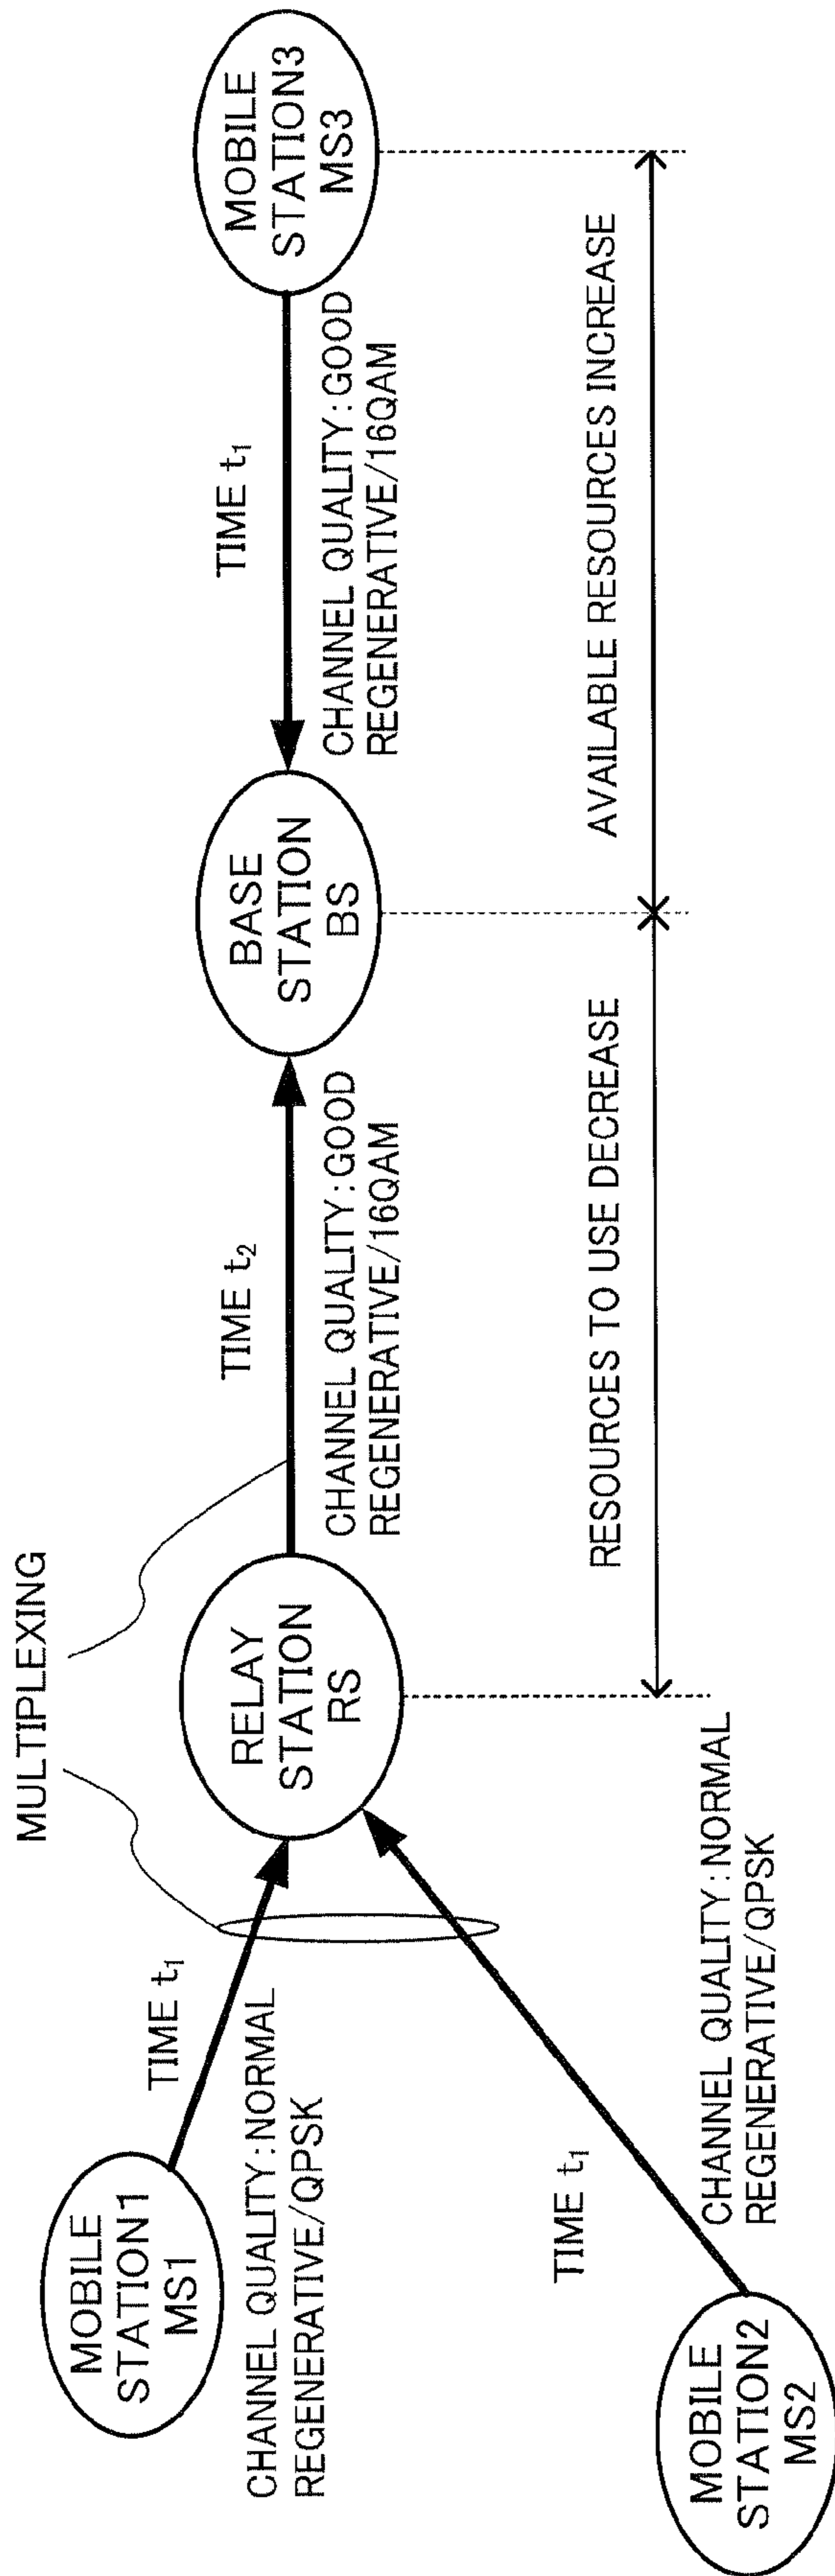 MULTIPLEXING
MOBILE
STATION1
MS1
TIME t₁
CHANNEL QUALITY:NORMAL
REGENERATIVE/QPSK
MOBILE
STATION2
MS2
TIME t₁
CHANNEL QUALITY:NORMAL
REGENERATIVE/QPSK
RELAY
STATION
RS
TIME t₂
CHANNEL QUALITY:GOOD
REGENERATIVE/16QAM
BASE
STATION
BS
TIME t₁
CHANNEL QUALITY:GOOD
REGENERATIVE/16QAM
MOBILE
STATION3
MS3
RESOURCES TO USE DECREASE
AVAILABLE RESOURCES INCREASE